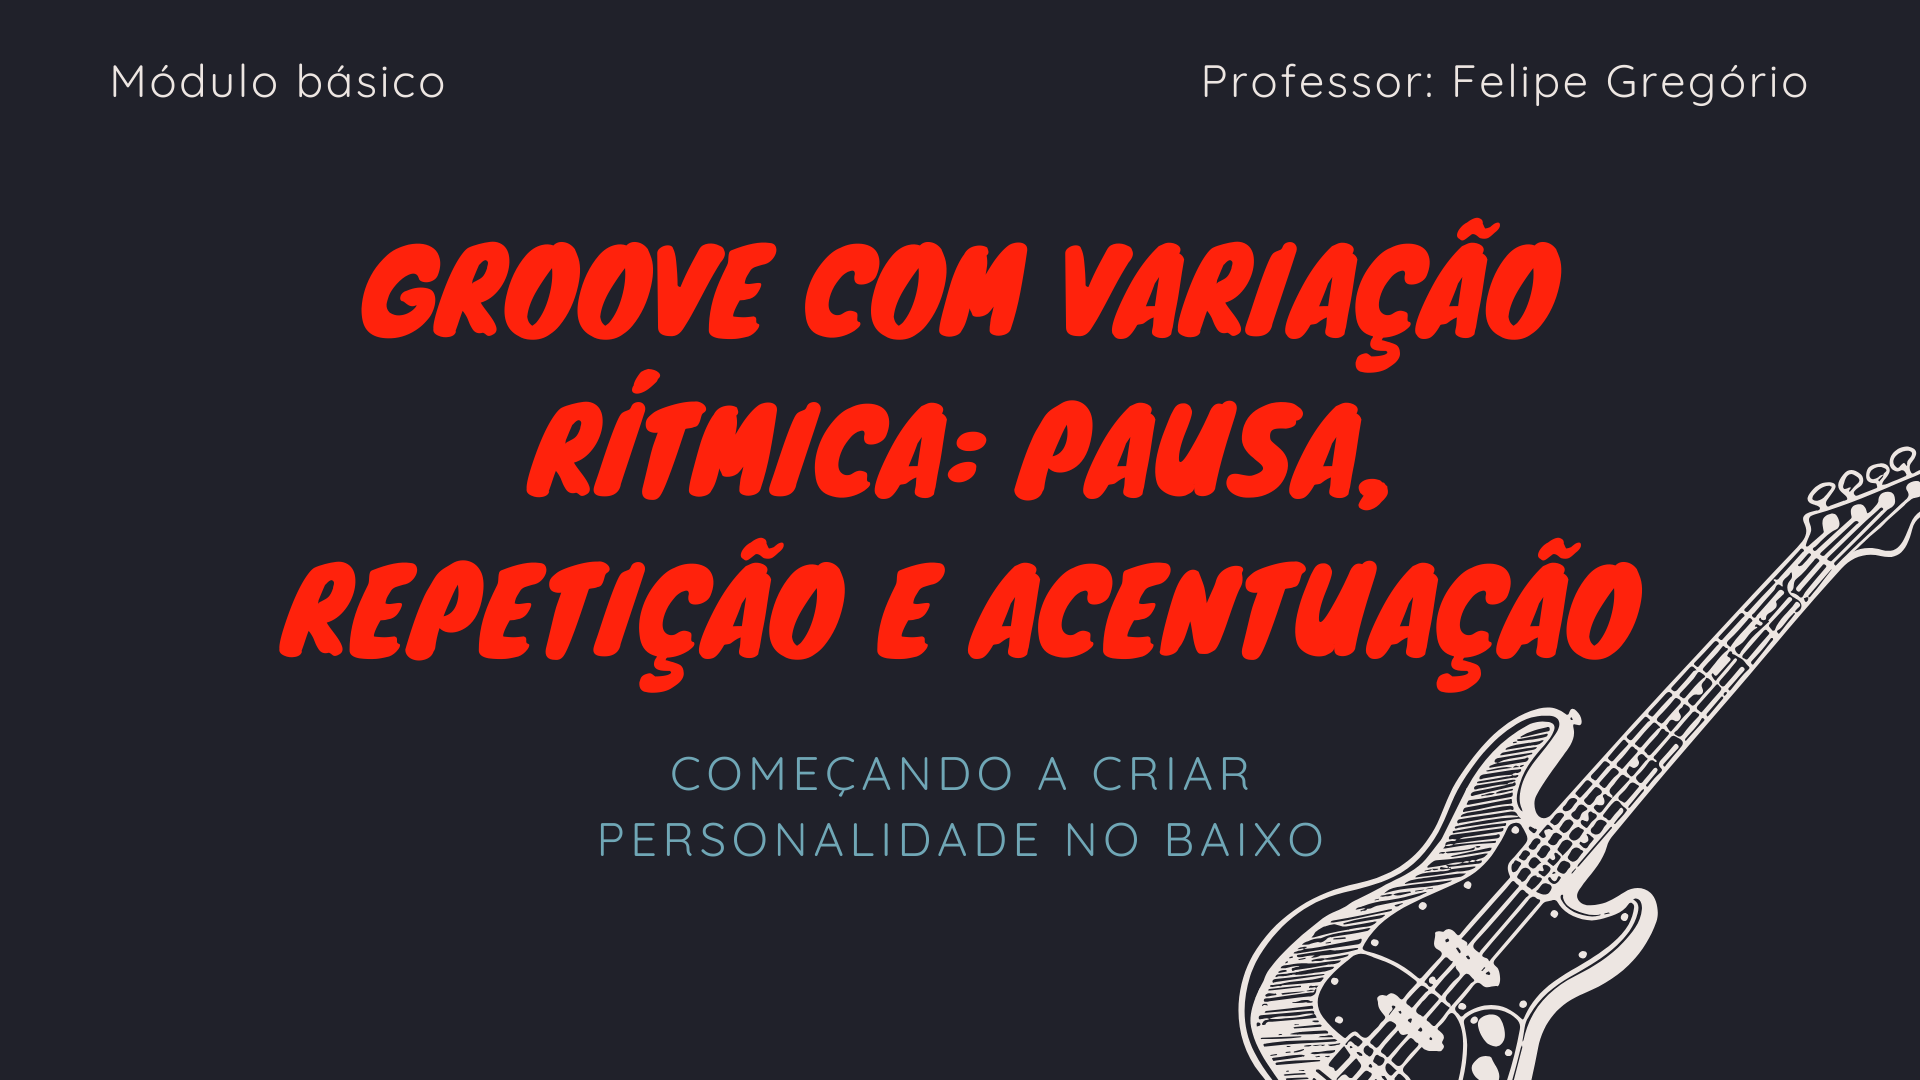 Módulo básico
Professor: Felipe Gregório
GROOVE COM VARIAÇÃO
RÍTMICA: PAUSA,
REPETIÇÃO E ACENTUAÇÃO
COMEÇANDO A CRIAR
PERSONALIDADE NO BAIXO